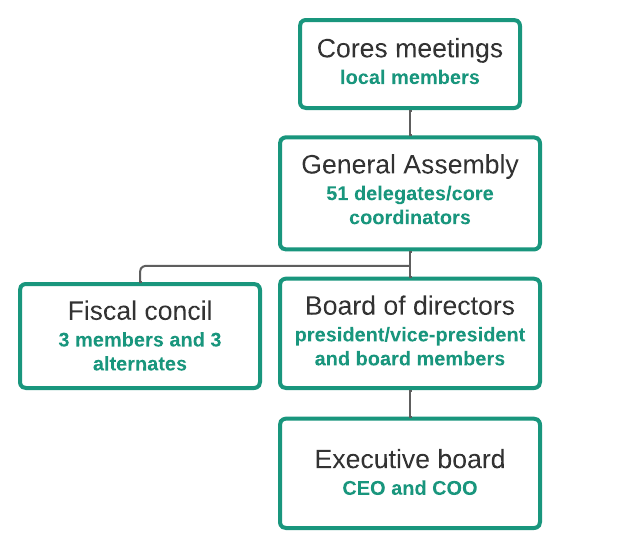 Cores meetings
local members
General Assembly
51 delegates/core
coordinators
Fiscal concil
3 members and 3
alternates
Board of directors
president/vice-president
and board members
Executive board
CEO and COO